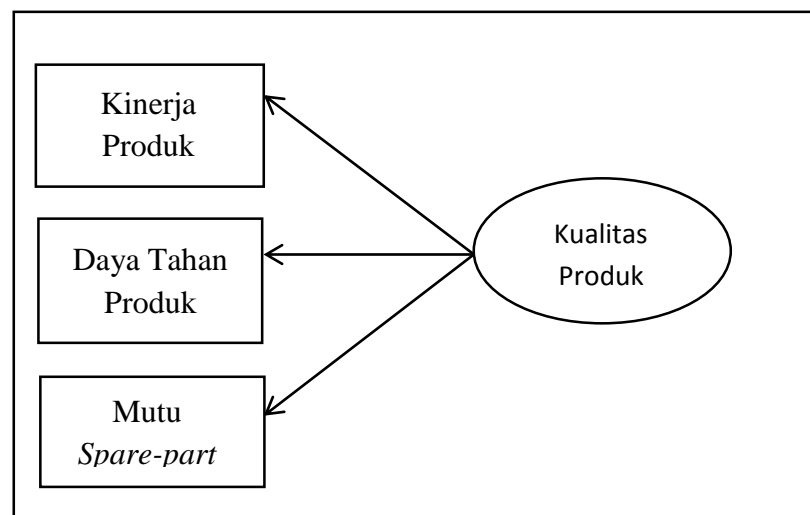 Kinerja
Produk
Daya Tahan
Produk
Mutu
Spare-part
Kualitas
Produk